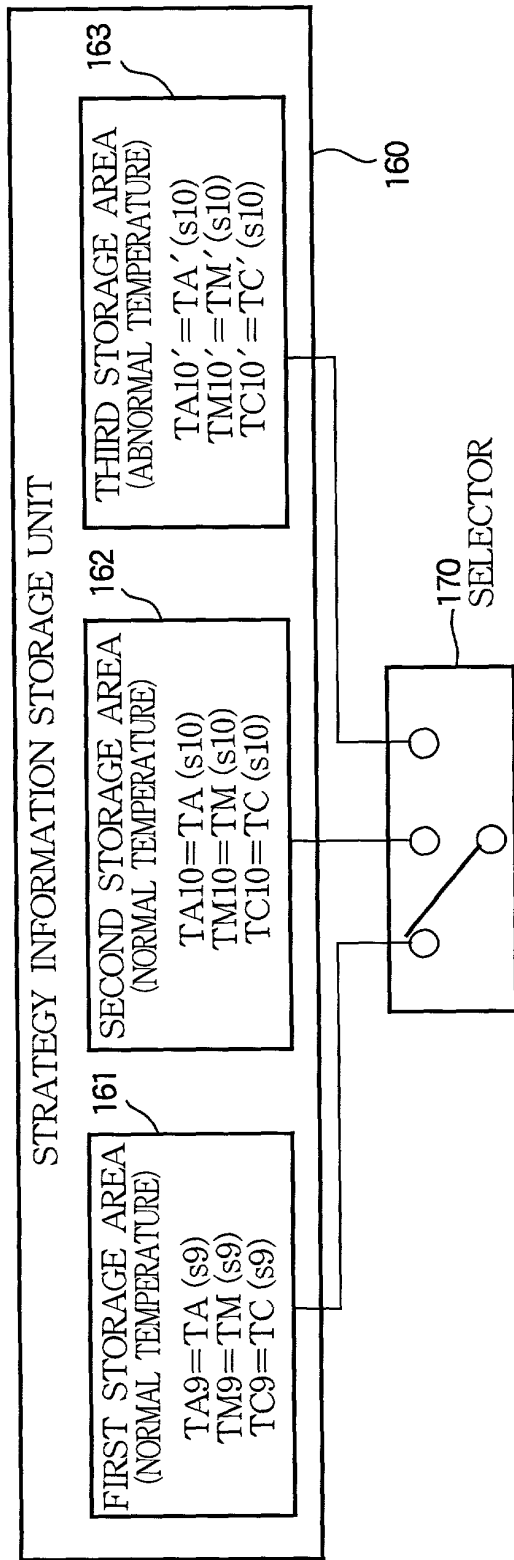 STRATEGY INFORMATION STORAGE UNIT
161
FIRST STORAGE AREA
(NORMAL TEMPERATURE)
TA9=TA (s9)
TM9=TM (s9)
TC9=TC (s9)
162
SECOND STORAGE AREA
(NORMAL TEMPERATURE)
TA10=TA (s10)
TM10=TM (s10)
TC10=TC (s10)
163
THIRD STORAGE AREA
(ABNORMAL TEMPERATURE)
TA10′=TA′(s10)
TM10′=TM′(s10)
TC10′=TC′(s10)
160
170
SELECTOR